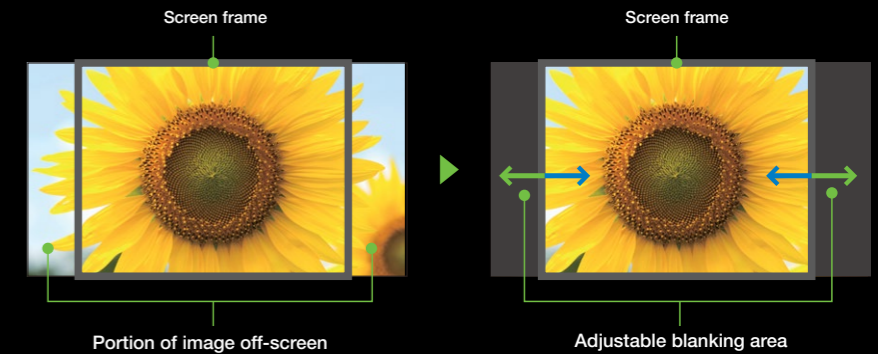 Screen frame
Screen frame
Portion of image off-screen
Adjustable blanking area